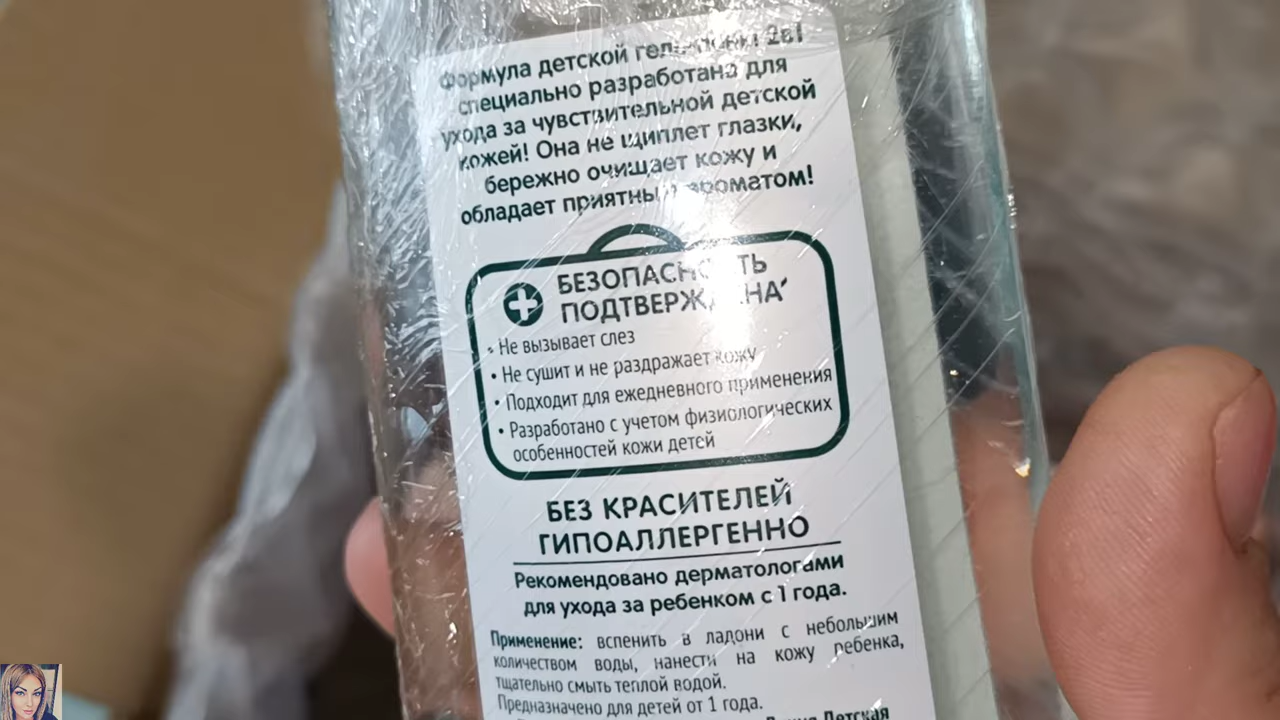 Формула детской гель-пены 2в1
специально разработана для
ухода за чувствительной детской
кожей! Она не щиплет глазки,
бережно очищает кожу и
обладает приятным ароматом!
БЕЗОПАСНОСТЬ
ПОДТВЕРЖДЕНА*
• Не вызывает слез
• Не сушит и не раздражает кожу
• Подходит для ежедневного применения
• Разработано с учетом физиологических
особенностей кожи детей
БЕЗ КРАСИТЕЛЕЙ
ГИПОАЛЛЕРГЕННО
Рекомендовано дерматологами
для ухода за ребенком с 1 года.
Применение: вспенить в ладони с небольшим
количеством воды, нанести на кожу ребенка,
тщательно смыть теплой водой.
Предназначено для детей от 1 года.
Детская